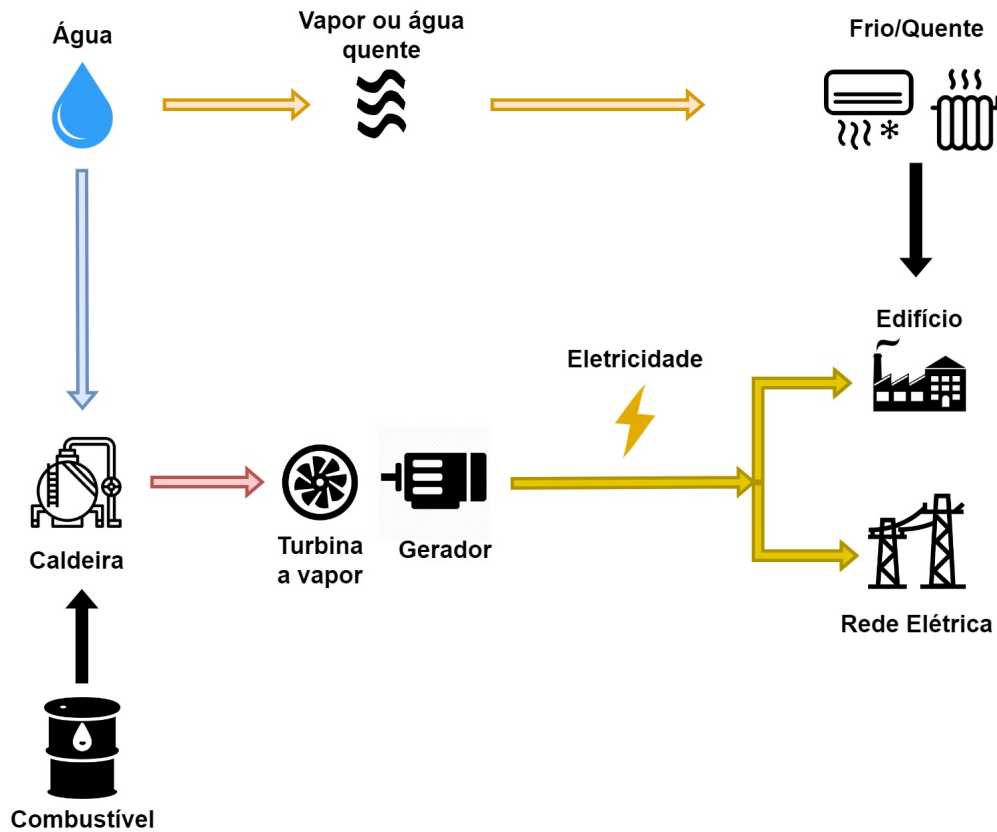 Água
Vapor ou água
quente
Frio/Quente
Edifício
Eletricidade
Caldeira
Turbina
a vapor
Gerador
Rede Elétrica
Combustível